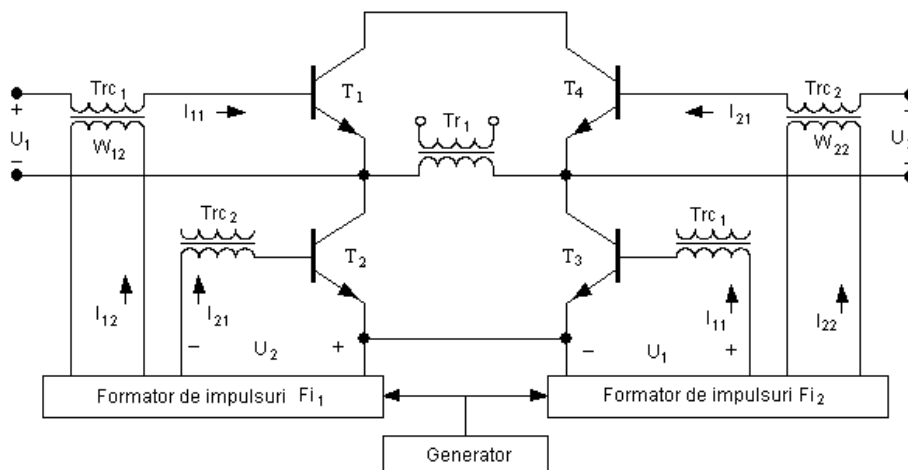 Trc1
T1
T4
Trc2
+
I11
Tr1
I21
U1
W12
W22
–
Trc2
Trc1
T2
T3
I12
I21
I11
I22
– U2 +
– U1 +
Formator de impulsuri Fi1
Formator de impulsuri Fi2
Generator